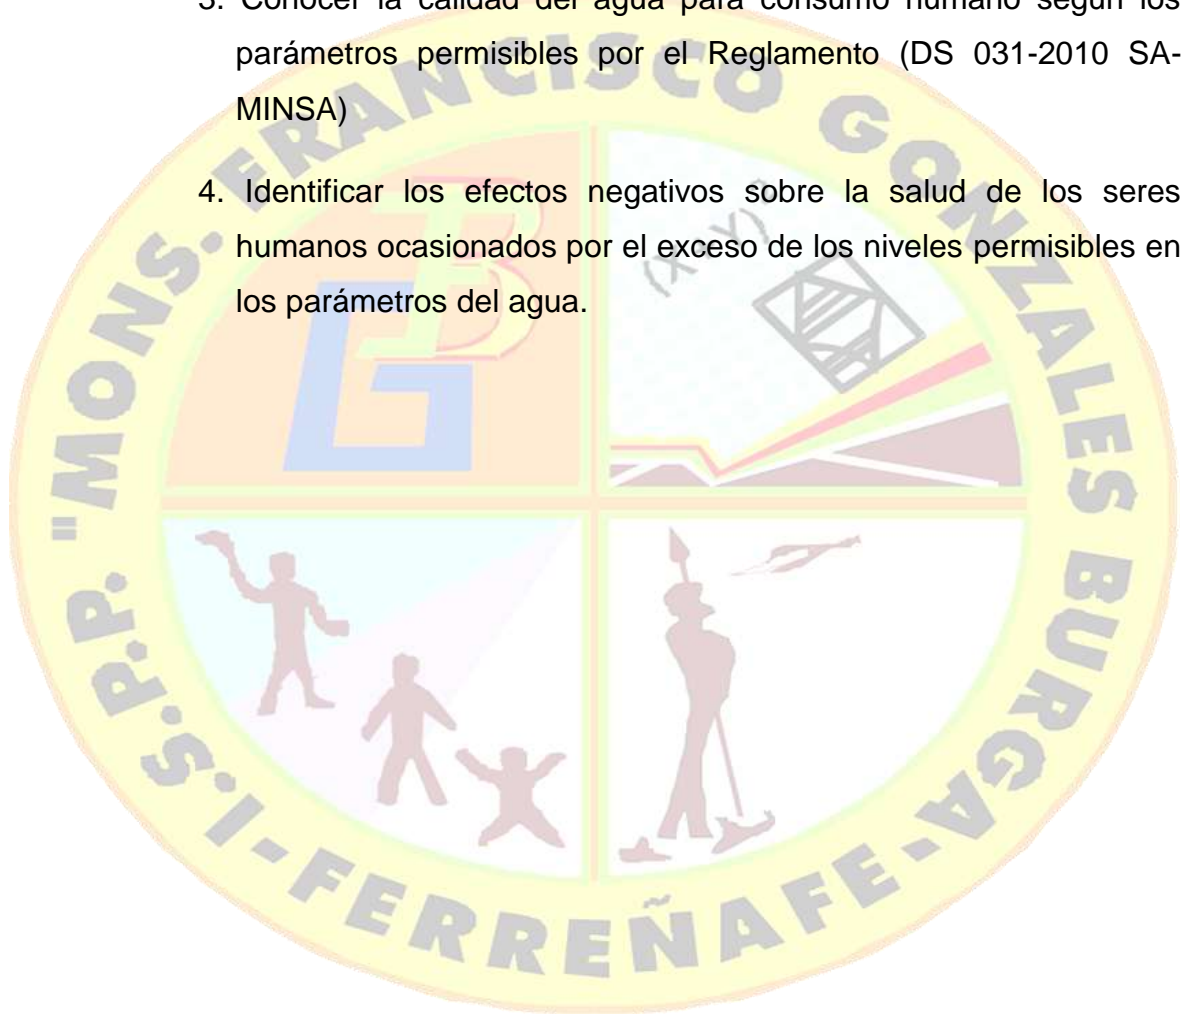 3. Conocer la calidad del agua para consumo humano según los
parámetros permisibles por el Reglamento (DS 031-2010 SA-
MINSA)
4. Identificar los efectos negativos sobre la salud de los seres
humanos ocasionados por el exceso de los niveles permisibles en
los parámetros del agua.
I.S.P.P. "MONS. FRANCISCO GONZALES BURGA-
-FERREÑAFE-
GB
(X,Y)